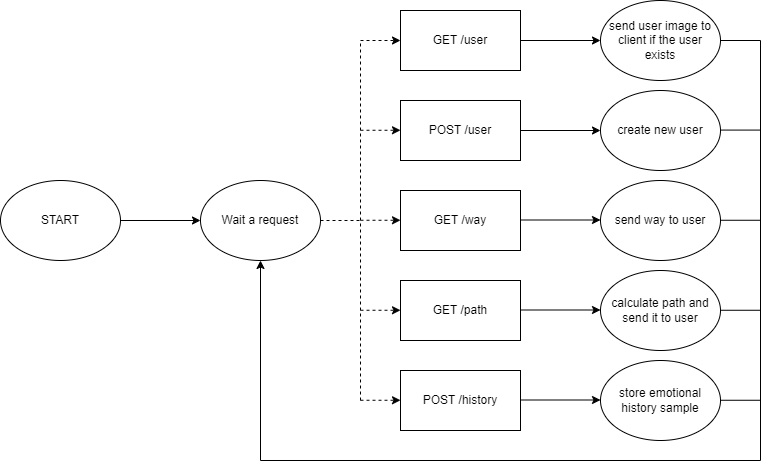 GET /user
send user image to
client if the user
exists
POST /user
create new user
START
Wait a request
GET /way
send way to user
GET /path
calculate path and
send it to user
POST /history
store emotional
history sample